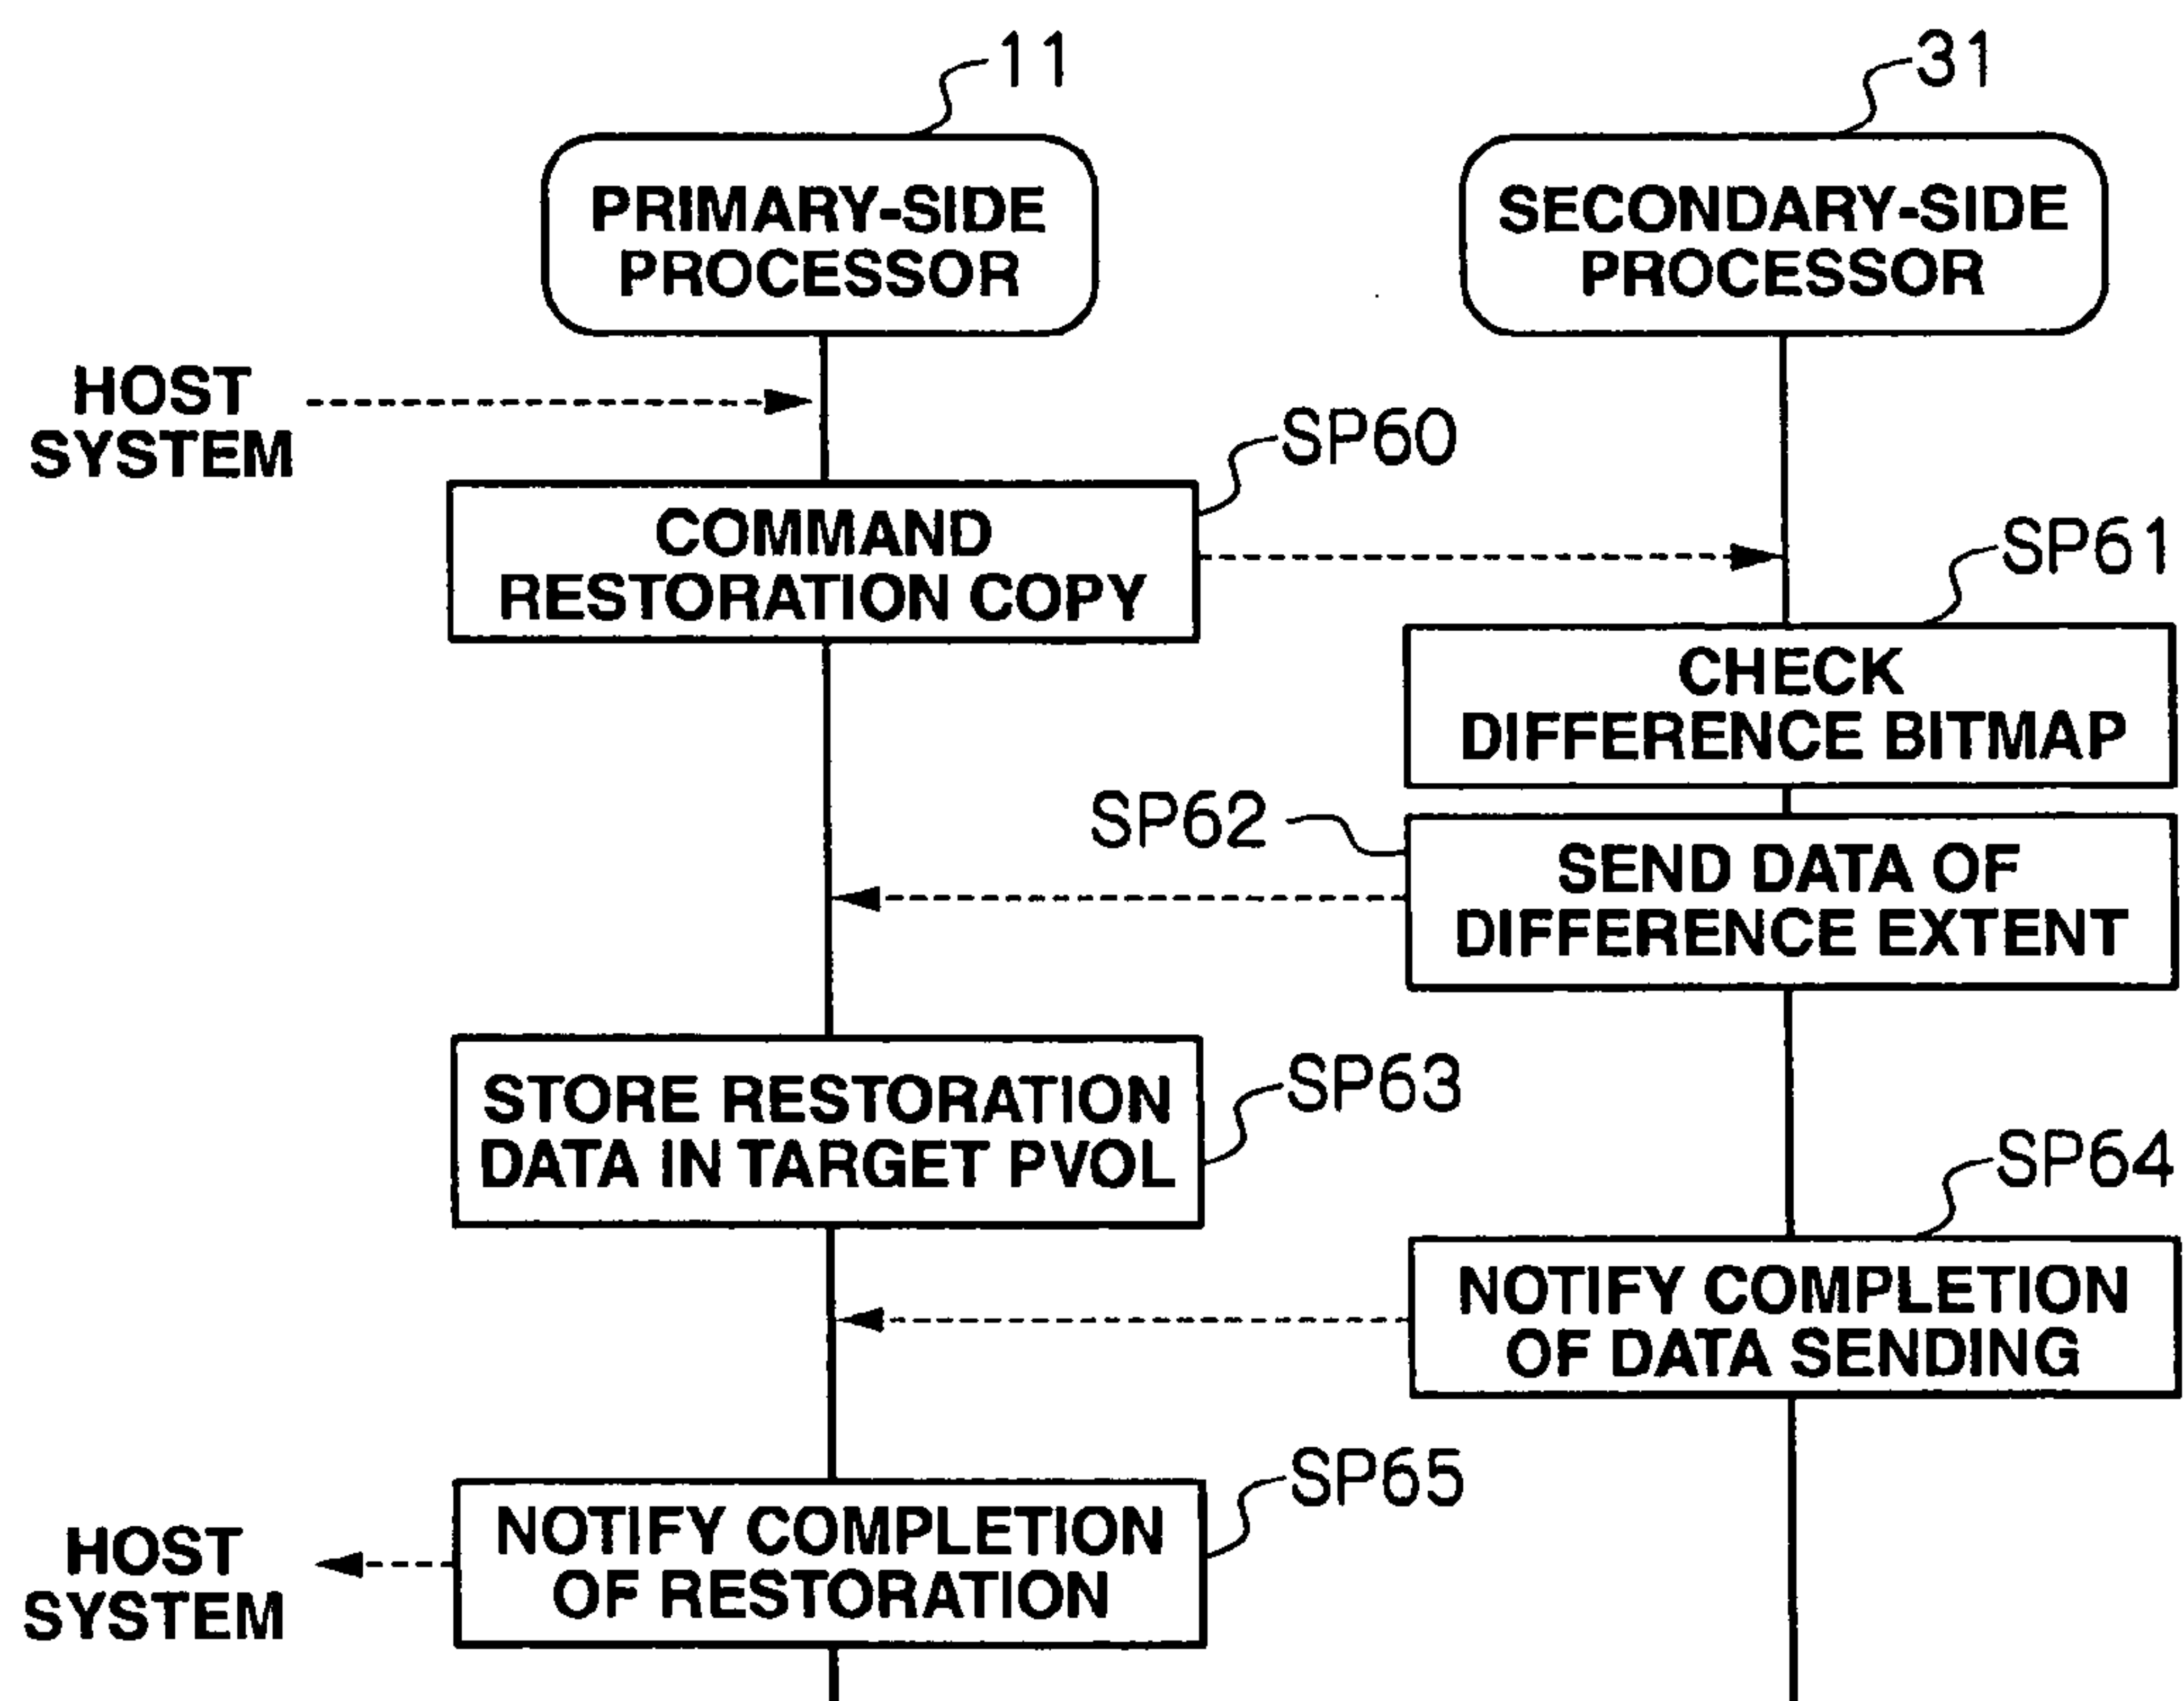 11
31
PRIMARY-SIDE
PROCESSOR
SECONDARY-SIDE
PROCESSOR
HOST
SYSTEM
SP60
COMMAND
RESTORATION COPY
SP61
CHECK
DIFFERENCE BITMAP
SP62
SEND DATA OF
DIFFERENCE EXTENT
STORE RESTORATION
DATA IN TARGET PVOL
SP63
SP64
NOTIFY COMPLETION
OF DATA SENDING
SP65
NOTIFY COMPLETION
OF RESTORATION
HOST
SYSTEM